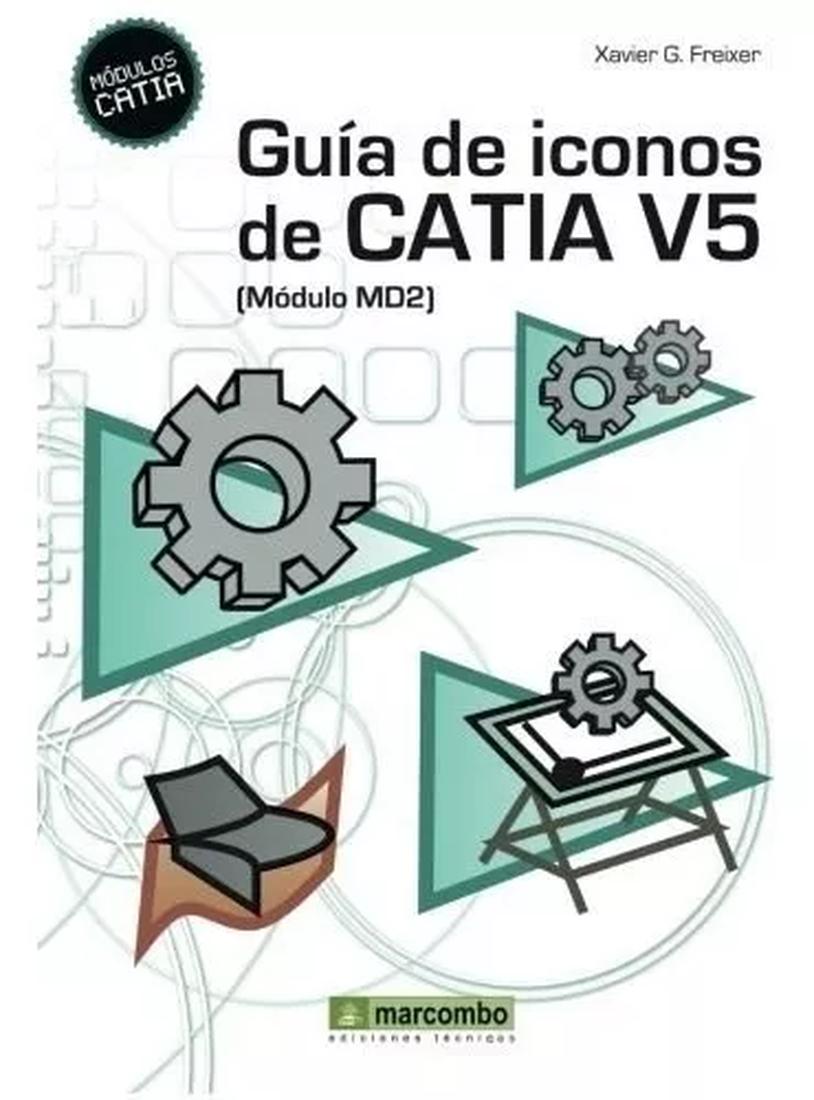 MÓDULOS
CATIA
Xavier G. Freixer
Guía de iconos
de CATIA V5
(Módulo MD2)
marcombo
ediciones técnicas